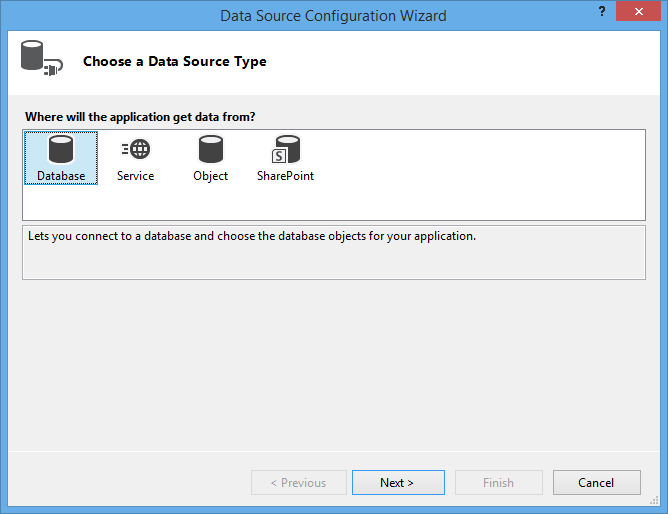 Data Source Configuration Wizard
?
Choose a Data Source Type
Where will the application get data from?
Database Service Object SharePoint
Lets you connect to a database and choose the database objects for your application.
< Previous Next > Finish Cancel